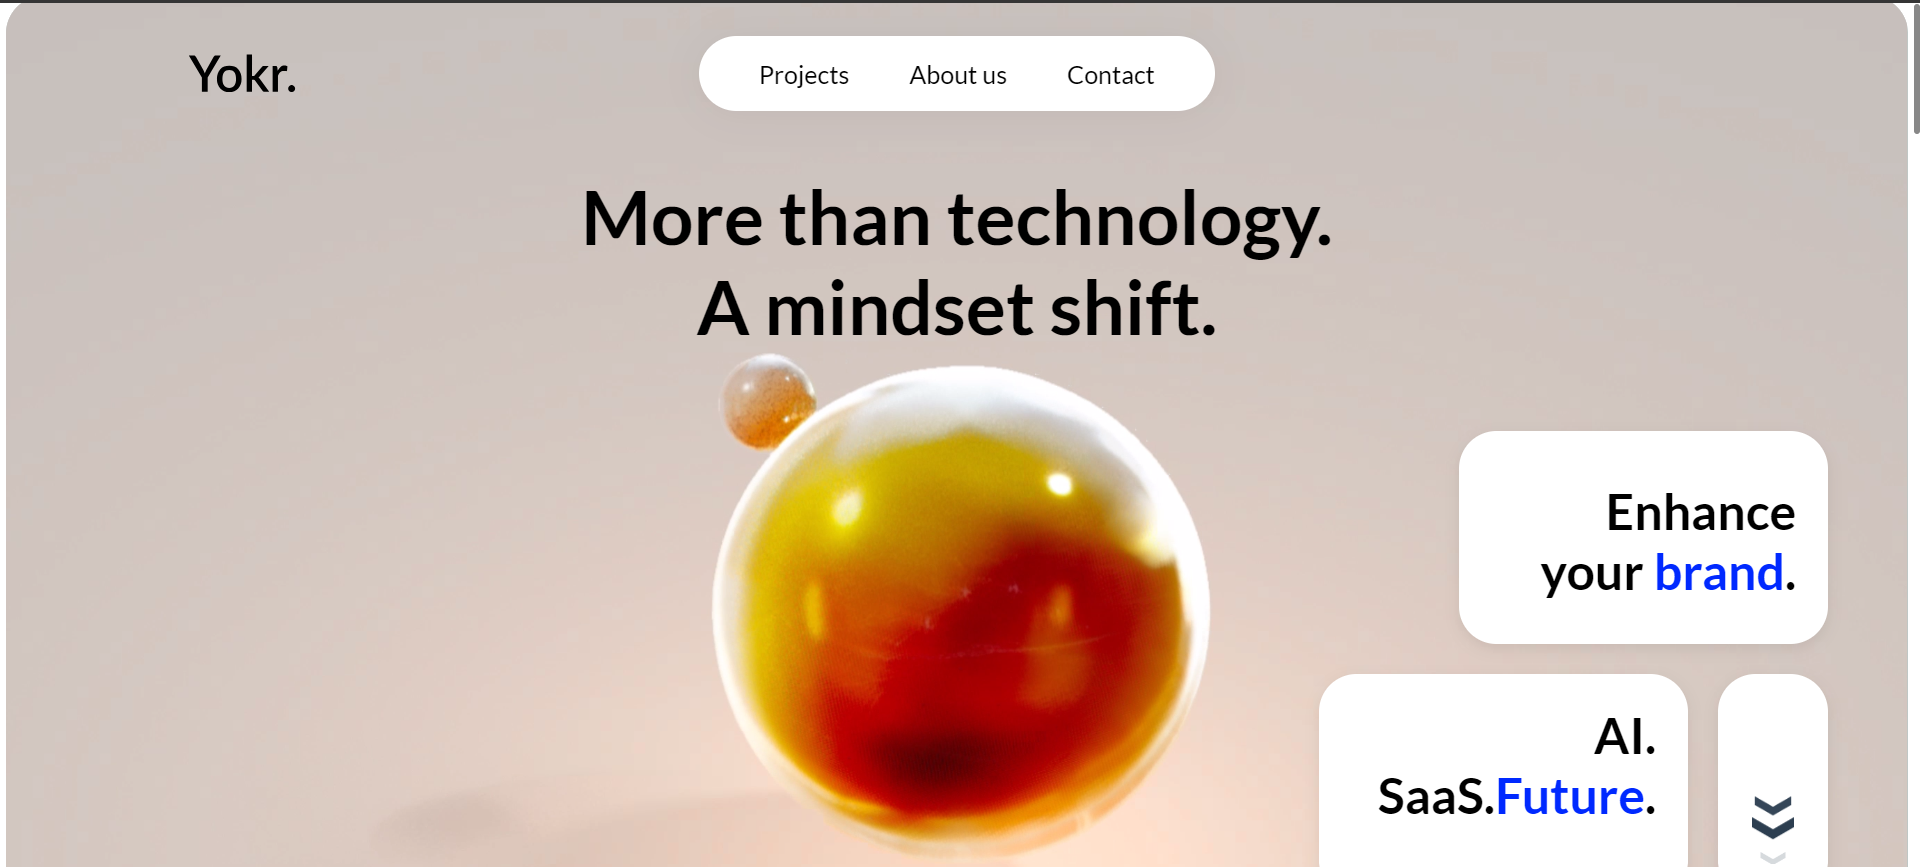 Yokr.
Projects About us Contact
More than technology.
A mindset shift.
Enhance
your brand.
AI.
SaaS.Future.